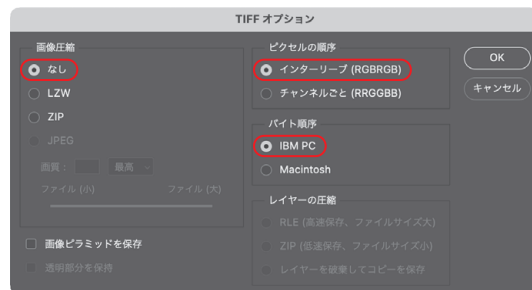 TIFF オプション
画像圧縮
なし
LZW
ZIP
JPEG
画質：
最高
ファイル (小)
ファイル (大)
画像ピラミッドを保存
透明部分を保持
ピクセルの順序
インターリーブ (RGBRGB)
チャンネルごと (RRGGBB)
バイト順序
IBM PC
Macintosh
レイヤーの圧縮
RLE (高速保存、ファイルサイズ大)
ZIP (低速保存、ファイルサイズ小)
レイヤーを破棄してコピーを保存
OK
キャンセル